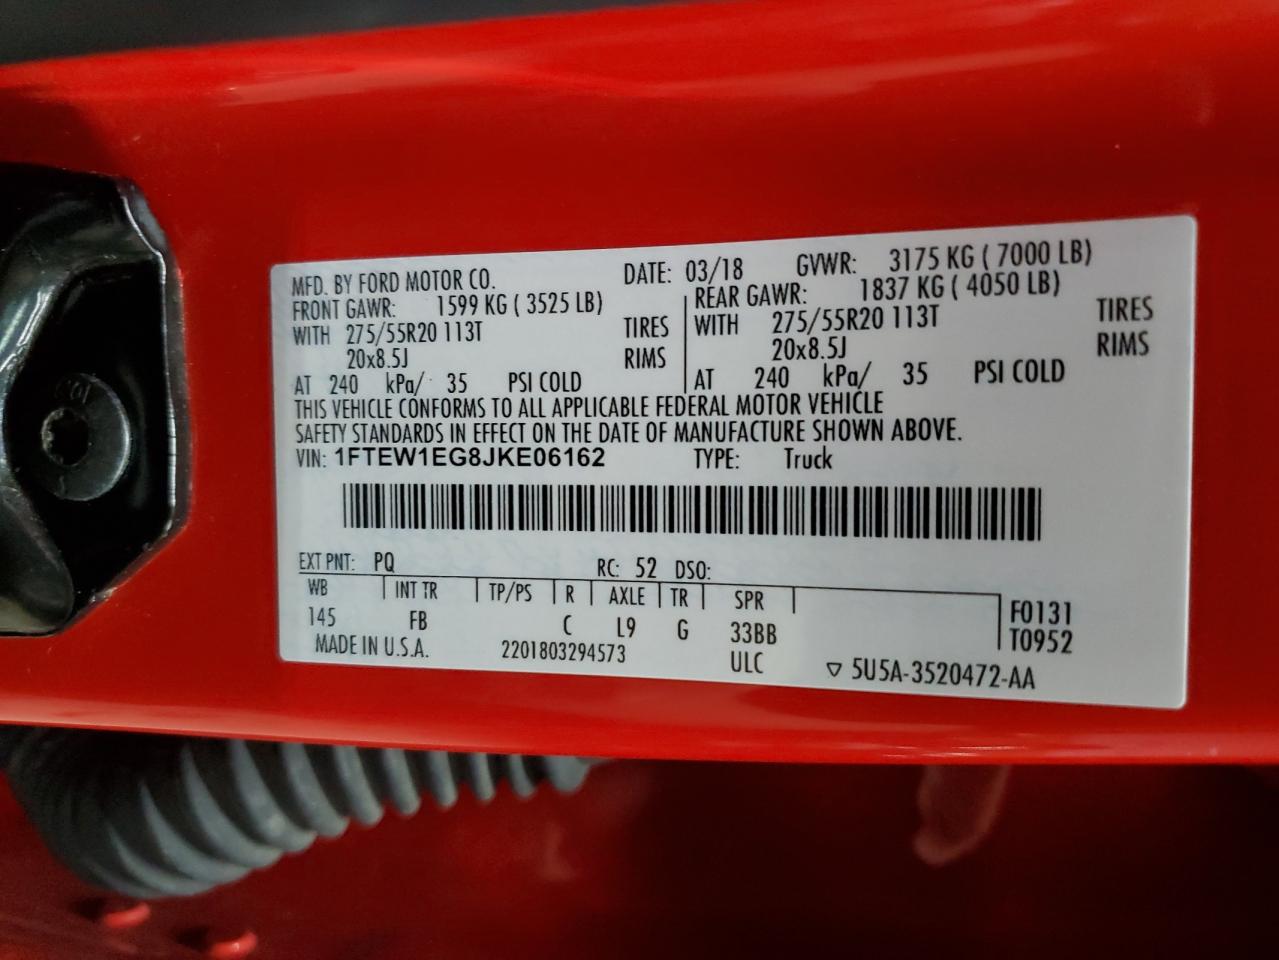 MFD. BY FORD MOTOR CO. DATE: 03/18 GVWR: 3175 KG ( 7000 LB)
FRONT GAWR: 1599 KG ( 3525 LB) REAR GAWR: 1837 KG ( 4050 LB)
WITH 275/55R20 113T TIRES WITH 275/55R20 113T TIRES
20x8.5J RIMS 20x8.5J RIMS
AT 240 kPa/ 35 PSI COLD AT 240 kPa/ 35 PSI COLD
THIS VEHICLE CONFORMS TO ALL APPLICABLE FEDERAL MOTOR VEHICLE
SAFETY STANDARDS IN EFFECT ON THE DATE OF MANUFACTURE SHOWN ABOVE.
VIN: 1FTEW1EG8JKE06162 TYPE: Truck
EXT PNT: PQ RC: 52 DSO:
WB INT TR TP/PS R AXLE TR SPR
145 FB C L9 G 33BB F0131
T0952
MADE IN U.S.A. 2201803294573 ULC ▽ 5U5A-3520472-AA